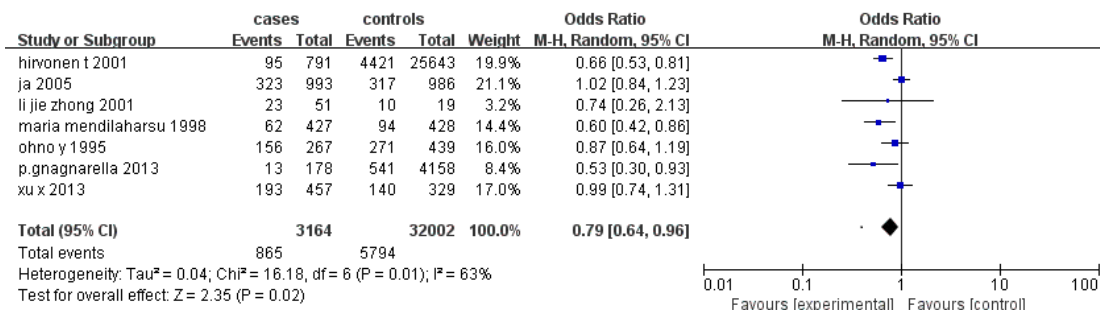 cases controls Odds Ratio Odds Ratio
Study or Subgroup Events Total Events Total Weight M-H, Random, 95% CI M-H, Random, 95% CI
hirvonen t 2001 95 791 4421 25643 19.9% 0.66 [0.53, 0.81]
ja 2005 323 993 317 986 21.1% 1.02 [0.84, 1.23]
li jie zhong 2001 23 51 10 19 3.2% 0.74 [0.26, 2.13]
maria mendilaharsu 1998 62 427 94 428 14.4% 0.60 [0.42, 0.86]
ohno y 1995 156 267 271 439 16.0% 0.87 [0.64, 1.19]
p.gnagnarella 2013 13 178 541 4158 8.4% 0.53 [0.30, 0.93]
xu x 2013 193 457 140 329 17.0% 0.99 [0.74, 1.31]
Total (95% CI) 3164 32002 100.0% 0.79 [0.64, 0.96]
Total events 865 5794
Heterogeneity: Tau² = 0.04; Chi² = 16.18, df = 6 (P = 0.01); I² = 63%
Test for overall effect: Z = 2.35 (P = 0.02)
0.01 0.1 1 10 100
Favours [experimental] Favours [control]